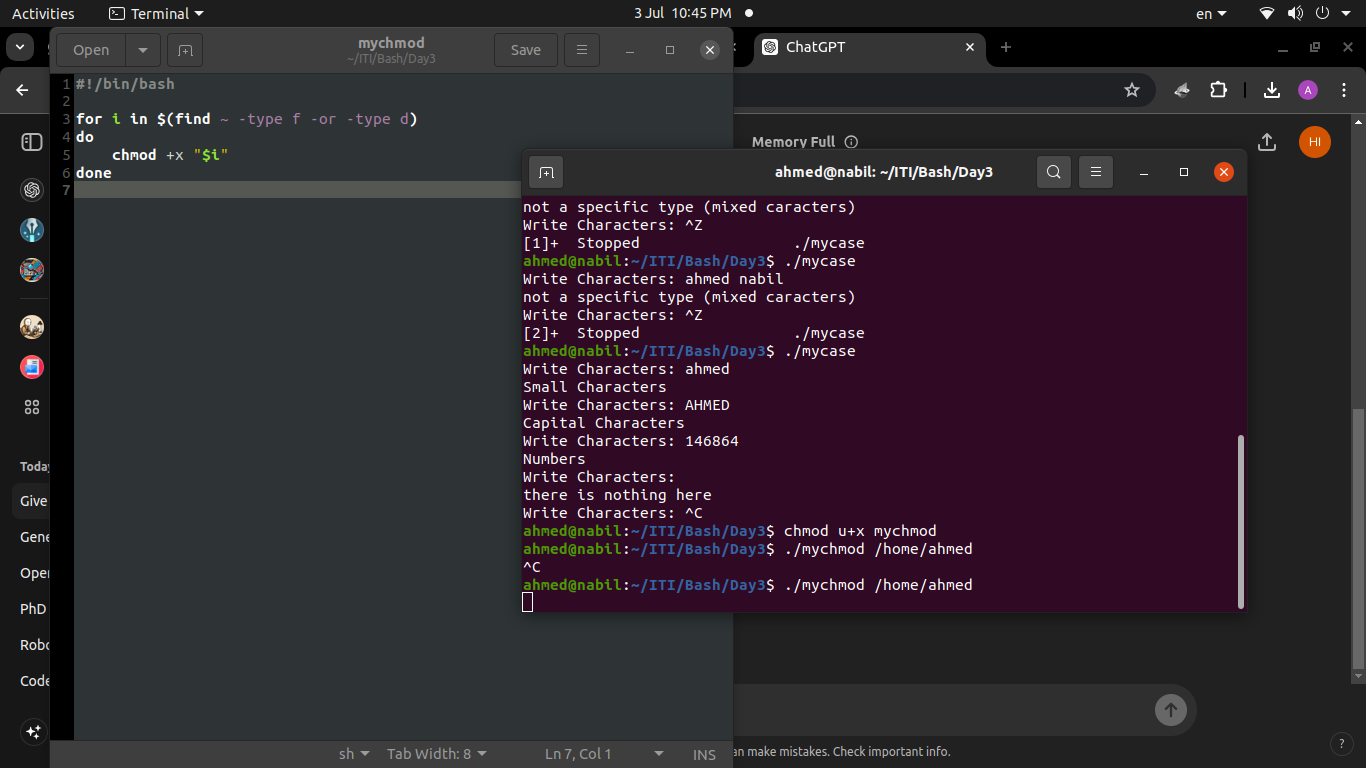 Activities Terminal 3 Jul 10:45 PM en
Open mychmod Save
~/ITI/Bash/Day3
ChatGPT
A
1 #!/bin/bash
2
3 for i in $(find ~ -type f -or -type d)
4 do
5 chmod +x "$i"
6 done
7
Memory Full
HI
ahmed@nabil: ~/ITI/Bash/Day3
not a specific type (mixed caracters)
Write Characters: ^Z
[1]+ Stopped ./mycase
ahmed@nabil:~/ITI/Bash/Day3$ ./mycase
Write Characters: ahmed nabil
not a specific type (mixed caracters)
Write Characters: ^Z
[2]+ Stopped ./mycase
ahmed@nabil:~/ITI/Bash/Day3$ ./mycase
Write Characters: ahmed
Small Characters
Write Characters: AHMED
Capital Characters
Write Characters: 146864
Numbers
Write Characters:
there is nothing here
Write Characters: ^C
ahmed@nabil:~/ITI/Bash/Day3$ chmod u+x mychmod
ahmed@nabil:~/ITI/Bash/Day3$ ./mychmod /home/ahmed
^C
ahmed@nabil:~/ITI/Bash/Day3$ ./mychmod /home/ahmed
Today
Give
Gene
Oper
PhD
Robo
Code
an make mistakes. Check important info.
?
sh Tab Width: 8 Ln 7, Col 1 INS